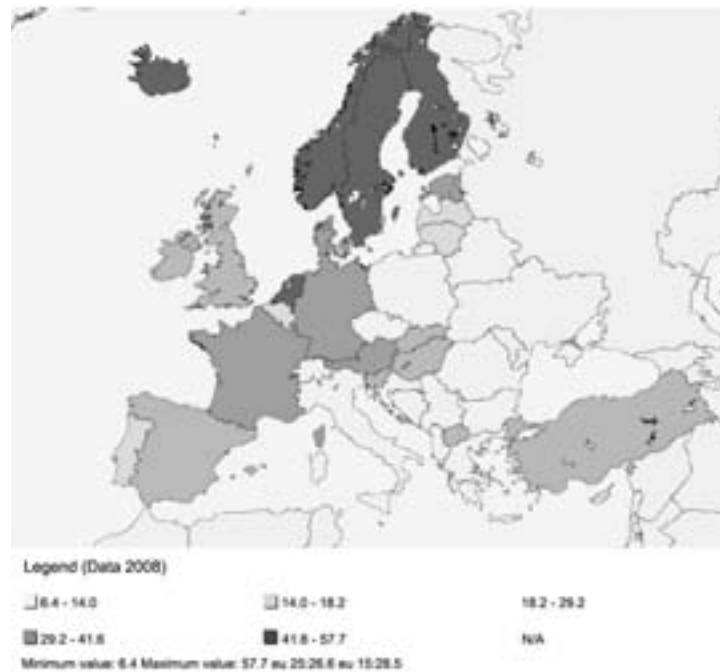 Legend (Data 2008)
6.4 - 14.0 14.0 - 18.2 18.2 - 29.2
29.2 - 41.6 41.6 - 57.7 N/A
Minimum value: 6.4 Maximum value: 57.7 eu 25:26.6 eu 15:28.5